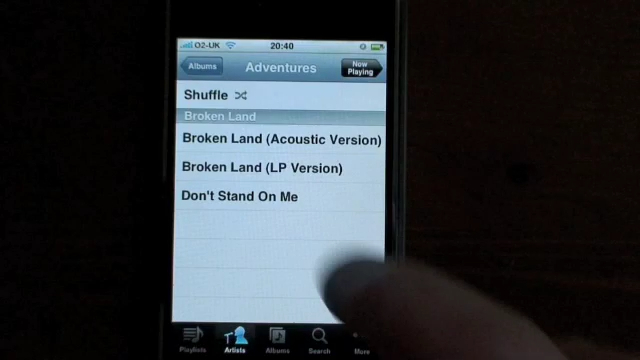 O2-UK 20:40
Albums Adventures Now Playing
Shuffle
Broken Land
Broken Land (Acoustic Version)
Broken Land (LP Version)
Don't Stand On Me
Playlists Artists Albums Search More